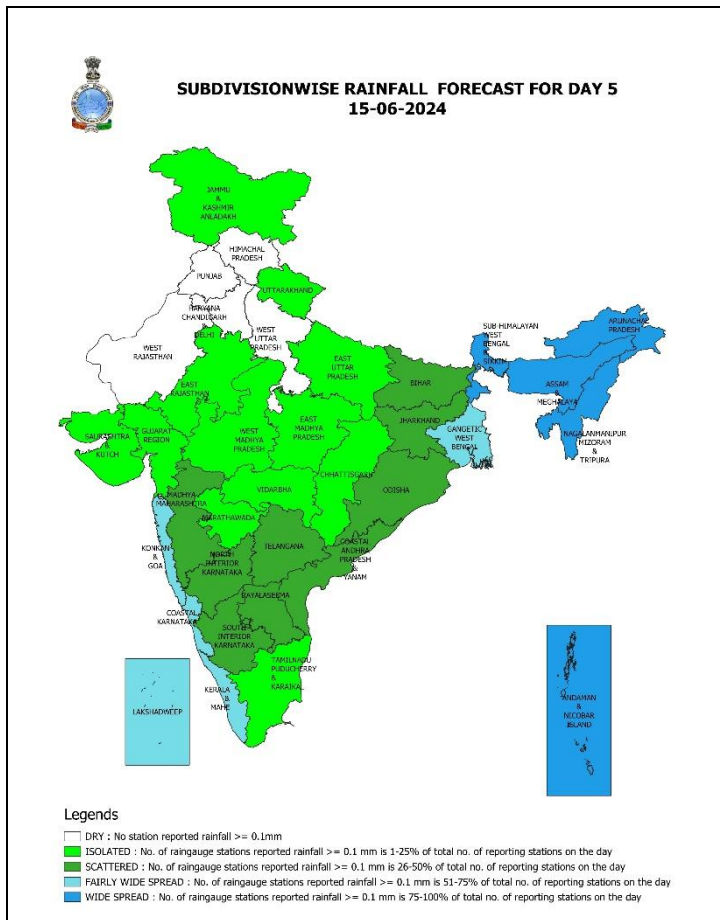 SUBDIVISIONWISE RAINFALL FORECAST FOR DAY 5
15-06-2024
JAMMU
&
KASHMIR
ANLADAKH
HIMACHAL
PRADESH
PUNJAB
UTTARAKHAND
HARYANA
CHANDIGARH
&
DELHI
WEST
UTTAR
PRADESH
WEST
RAJASTHAN
SUB-HIMALAYAN
WEST
BENGAL
&
SIKKIM
ARUNACHAL
PRADESH
EAST
UTTAR
PRADESH
BIHAR
EAST
RAJASTHAN
ASSAM
&
MEGHALAYA
JHARKHAND
EAST
MADHYA
PRADESH
GUJARAT
REGION
WEST
MADHYA
PRADESH
GANGETIC
WEST
BENGAL
NAGALANMANIPUR
MIZORAM
&
TRIPURA
SAURASHTRA
&
KUTCH
CHHATTISGARH
VIDARBHA
ODISHA
MADHYA
MAHARASHTRA
MARATHAWADA
KONKAN
&
GOA
TELANGANA
COASTAL
ANDHRA
PRADESH
&
YANAM
NORTH
INTERIOR
KARNATAKA
RAYALASEEMA
COASTAL
KARNATAKA
SOUTH
INTERIOR
KARNATAKA
TAMILNADU
PUDUCHERRY
&
KARAIKAL
KERALA
&
MAHE
LAKSHADWEEP
ANDAMAN
&
NICOBAR
ISLAND
Legends
DRY : No station reported rainfall >= 0.1mm
ISOLATED : No. of raingauge stations reported rainfall >= 0.1 mm is 1-25% of total no. of reporting stations on the day
SCATTERED : No. of raingauge stations reported rainfall >= 0.1 mm is 26-50% of total no. of reporting stations on the day
FAIRLY WIDE SPREAD : No. of raingauge stations reported rainfall >= 0.1 mm is 51-75% of total no. of reporting stations on the day
WIDE SPREAD : No. of raingauge stations reported rainfall >= 0.1 mm is 75-100% of total no. of reporting stations on the day